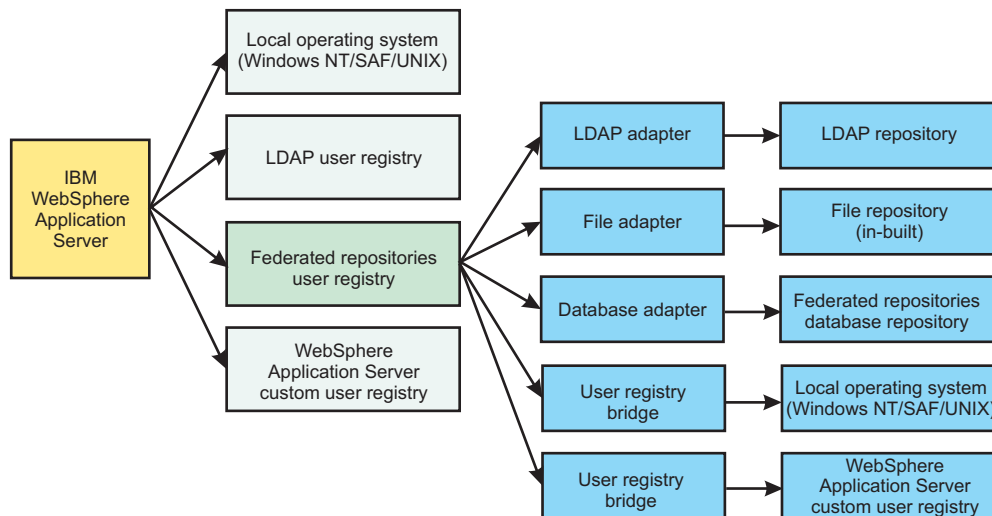 IBM
WebSphere
Application
Server
Local operating system
(Windows NT/SAF/UNIX)
LDAP user registry
Federated repositories
user registry
WebSphere
Application Server
custom user registry
LDAP adapter
LDAP repository
File adapter
File repository
(in-built)
Database adapter
Federated repositories
database repository
User registry
bridge
Local operating system
(Windows NT/SAF/UNIX)
User registry
bridge
WebSphere
Application Server
custom user registry